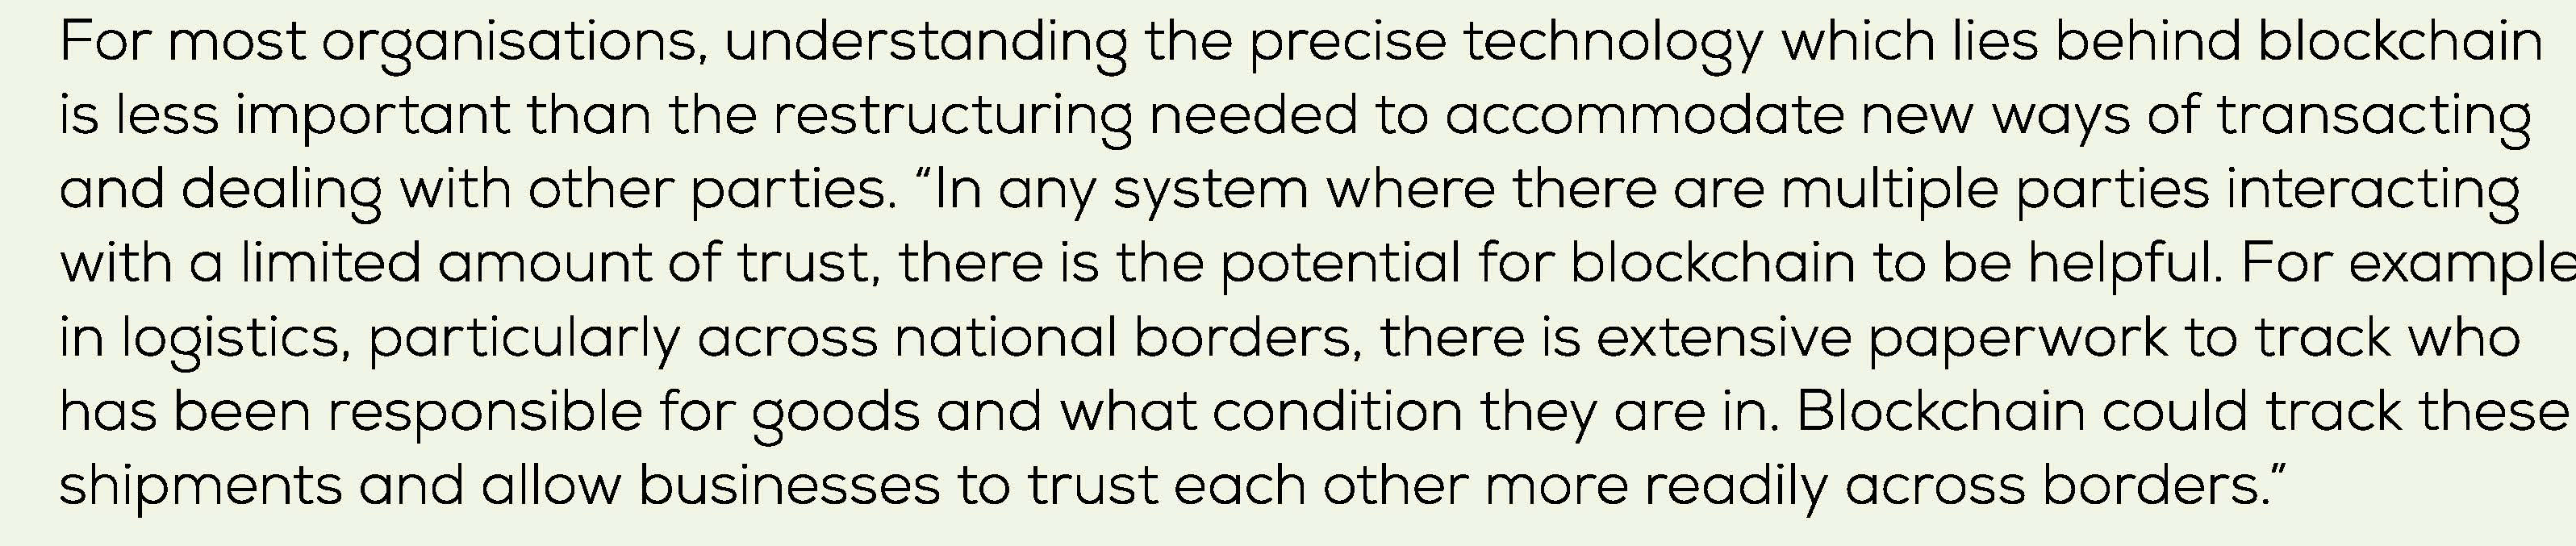 For most organisations, understanding the precise technology which lies behind blockchain
is less important than the restructuring needed to accommodate new ways of transacting
and dealing with other parties. “In any system where there are multiple parties interacting
with a limited amount of trust, there is the potential for blockchain to be helpful. For example
in logistics, particularly across national borders, there is extensive paperwork to track who
has been responsible for goods and what condition they are in. Blockchain could track these
shipments and allow businesses to trust each other more readily across borders.”